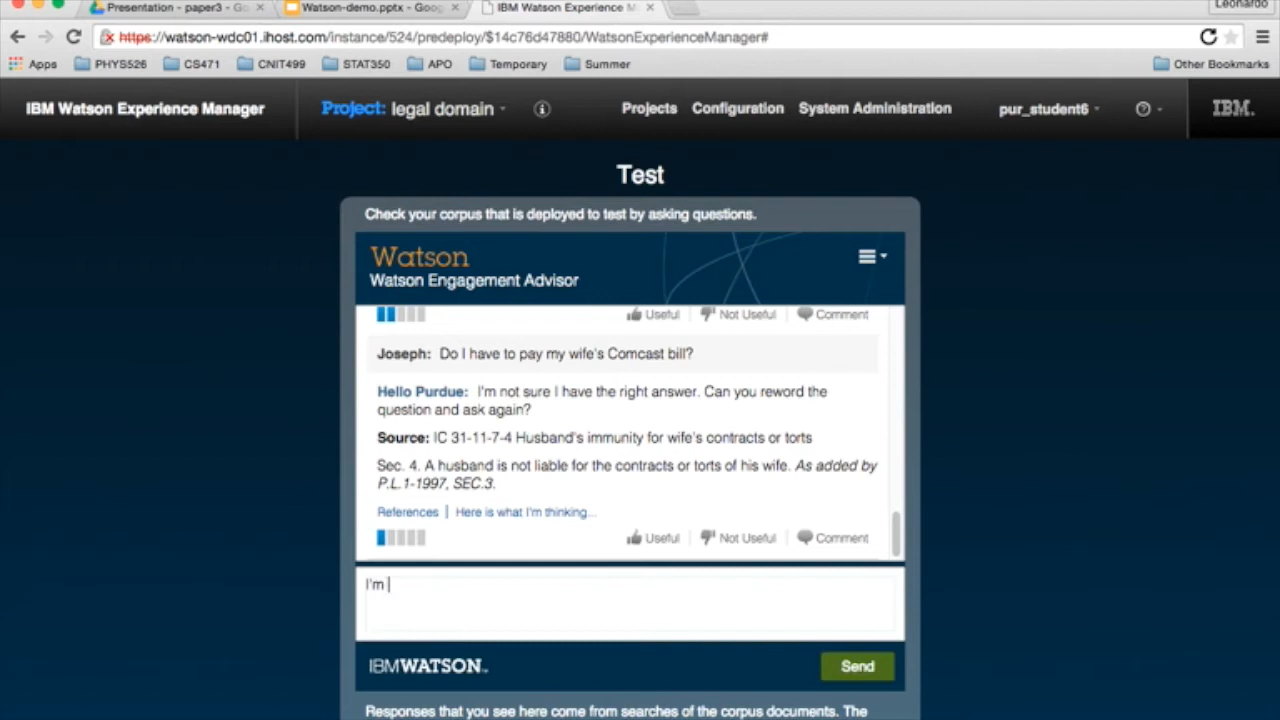 Presentation - paper3 - Go
Watson-demo.pptx - Goog
IBM Watson Experience M
Leonardo
https://watson-wdc01.ihost.com/instance/524/predeploy/$14c76d47880/WatsonExperienceManager#
Apps PHYS526 CS471 CNIT499 STAT350 APO Temporary Summer Other Bookmarks
IBM Watson Experience Manager Project: legal domain Projects Configuration System Administration pur_student6 IBM.
Test
Check your corpus that is deployed to test by asking questions.
Watson
Watson Engagement Advisor
Useful Not Useful Comment
Joseph: Do I have to pay my wife's Comcast bill?
Hello Purdue: I'm not sure I have the right answer. Can you reword the
question and ask again?
Source: IC 31-11-7-4 Husband's immunity for wife's contracts or torts
Sec. 4. A husband is not liable for the contracts or torts of his wife. As added by
P.L.1-1997, SEC.3.
References | Here is what I'm thinking...
Useful Not Useful Comment
I'm
IBMWATSON™
Send
Responses that you see here come from searches of the corpus documents. The